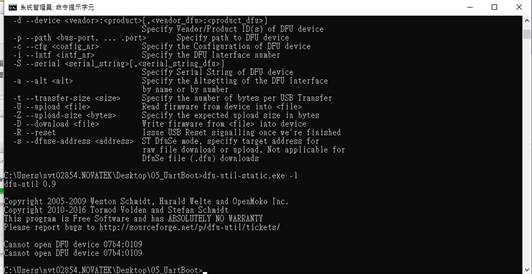 系統管理員: 命令提示字元
-d --device <vendor>:<product>[,<vendor_dfu>:<product_dfu>]
Specify Vendor/Product ID(s) of DFU device
-p --path <bus-port. ... .port> Specify path to DFU device
-c --cfg <config_nr> Specify the Configuration of DFU device
-i --intf <intf_nr> Specify the DFU Interface number
-S --serial <serial_string>[,<serial_string_dfu>]
Specify Serial String of DFU device
-a --alt <alt> Specify the Altsetting of the DFU Interface
by name or by number
-t --transfer-size <size> Specify the number of bytes per USB Transfer
-U --upload <file> Read firmware from device into <file>
-Z --upload-size <bytes> Specify the expected upload size in bytes
-D --download <file> Write firmware from <file> into device
-R --reset Issue USB Reset signalling once we're finished
-s --dfuse-address <address> ST DfuSe mode, specify target address for
raw file download or upload. Not applicable for
DfuSe file (.dfu) downloads
C:\Users\nvt02854.NOVATEK\Desktop\05_UartBoot>dfu-util-static.exe -l
dfu-util 0.9
Copyright 2005-2009 Weston Schmidt, Harald Welte and OpenMoko Inc.
Copyright 2010-2016 Tormod Volden and Stefan Schmidt
This program is Free Software and has ABSOLUTELY NO WARRANTY
Please report bugs to http://sourceforge.net/p/dfu-util/tickets/
Cannot open DFU device 07b4:0109
Cannot open DFU device 07b4:0109
C:\Users\nvt02854.NOVATEK\Desktop\05_UartBoot>